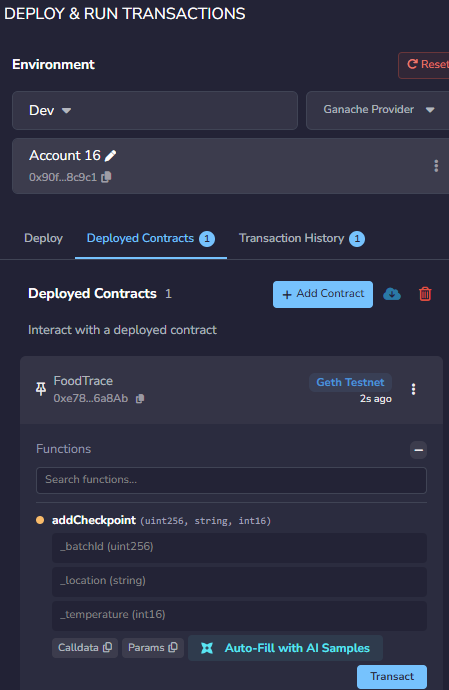 DEPLOY & RUN TRANSACTIONS
Environment
Reset
Dev
Ganache Provider
Account 16
0x90f...8c9c1
Deploy
Deployed Contracts 1
Transaction History 1
Deployed Contracts 1
+ Add Contract
Interact with a deployed contract
FoodTrace
Geth Testnet
0xe78...6a8Ab
2s ago
Functions
Search functions...
addCheckpoint (uint256, string, int16)
_batchId (uint256)
_location (string)
_temperature (int16)
Calldata
Params
Auto-Fill with AI Samples
Transact